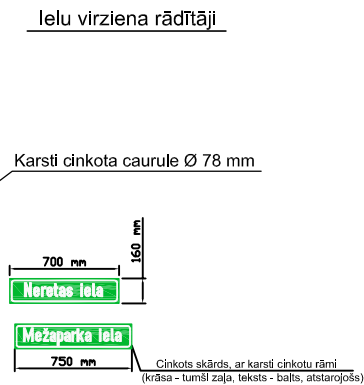 Ielu virziena rādītāji
Karsti cinkota caurule Ø 78 mm
160 mm
700 mm
Neretas iela
Mežaparka iela
750 mm
Cinkots skārds, ar karsti cinkotu rāmi
(krāsa - tumšl zaļa, teksts - balts, atstarojošs)